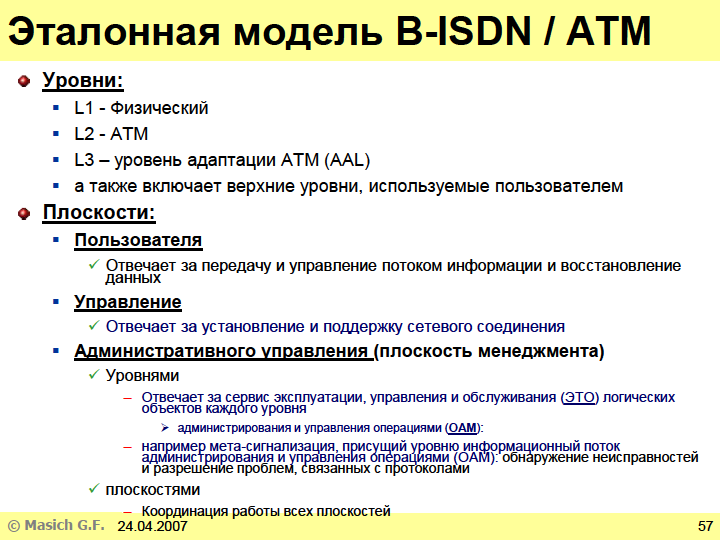 Эталонная модель B-ISDN / ATM
Уровни:
L1 - Физический
L2 - ATM
L3 – уровень адаптации ATM (AAL)
а также включает верхние уровни, используемые пользователем
Плоскости:
Пользователя
Отвечает за передачу и управление потоком информации и восстановление
данных
Управление
Отвечает за установление и поддержку сетевого соединения
Административного управления (плоскость менеджмента)
Уровнями
– Отвечает за сервис эксплуатации, управления и обслуживания (ЭТО) логических
объектов каждого уровня
администрирования и управления операциями (OAM):
– например мета-сигнализация, присущий уровню информационный поток
администрирования и управления операциями (OAM): обнаружение неисправностей
и разрешение проблем, связанных с протоколами
плоскостями
– Координация работы всех плоскостей
© Masich G.F. 24.04.2007 57